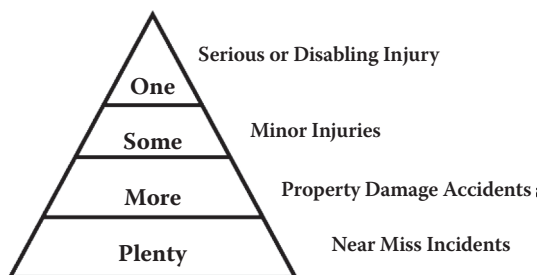 Serious or Disabling Injury
One
Minor Injuries
Some
Property Damage Accidents
More
Near Miss Incidents
Plenty